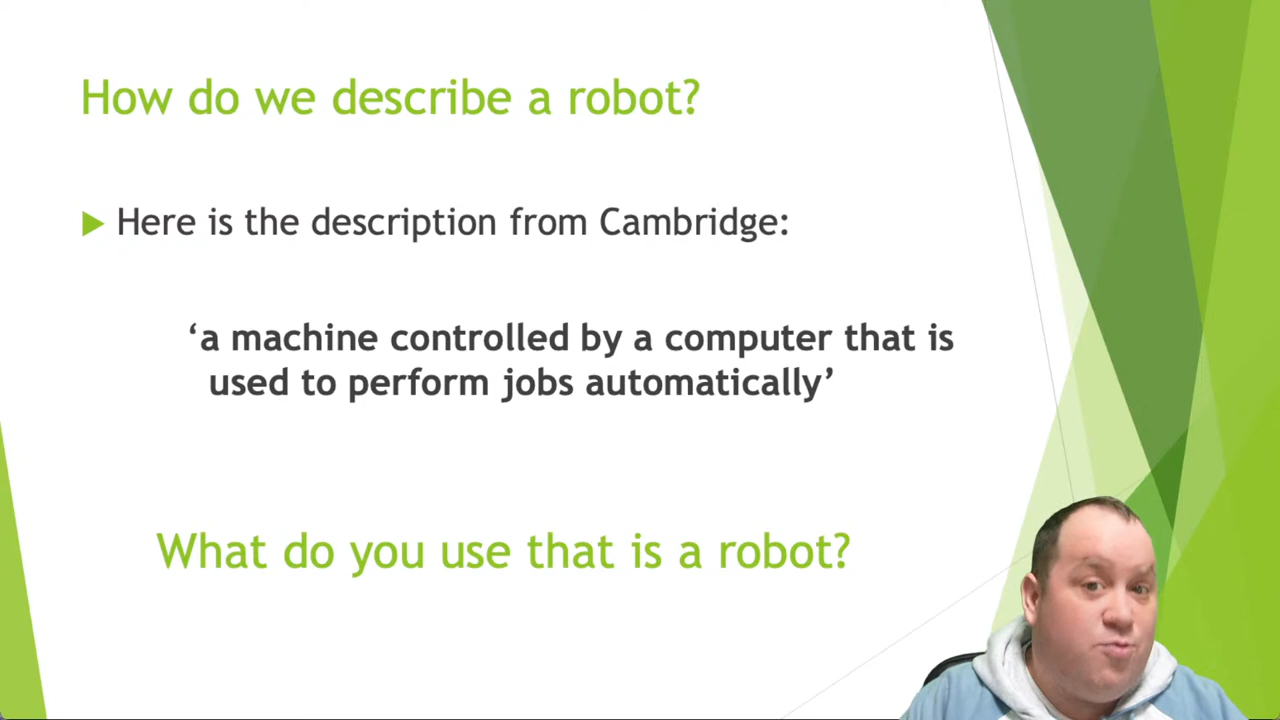 How do we describe a robot?
Here is the description from Cambridge:
‘a machine controlled by a computer that is
used to perform jobs automatically’
What do you use that is a robot?